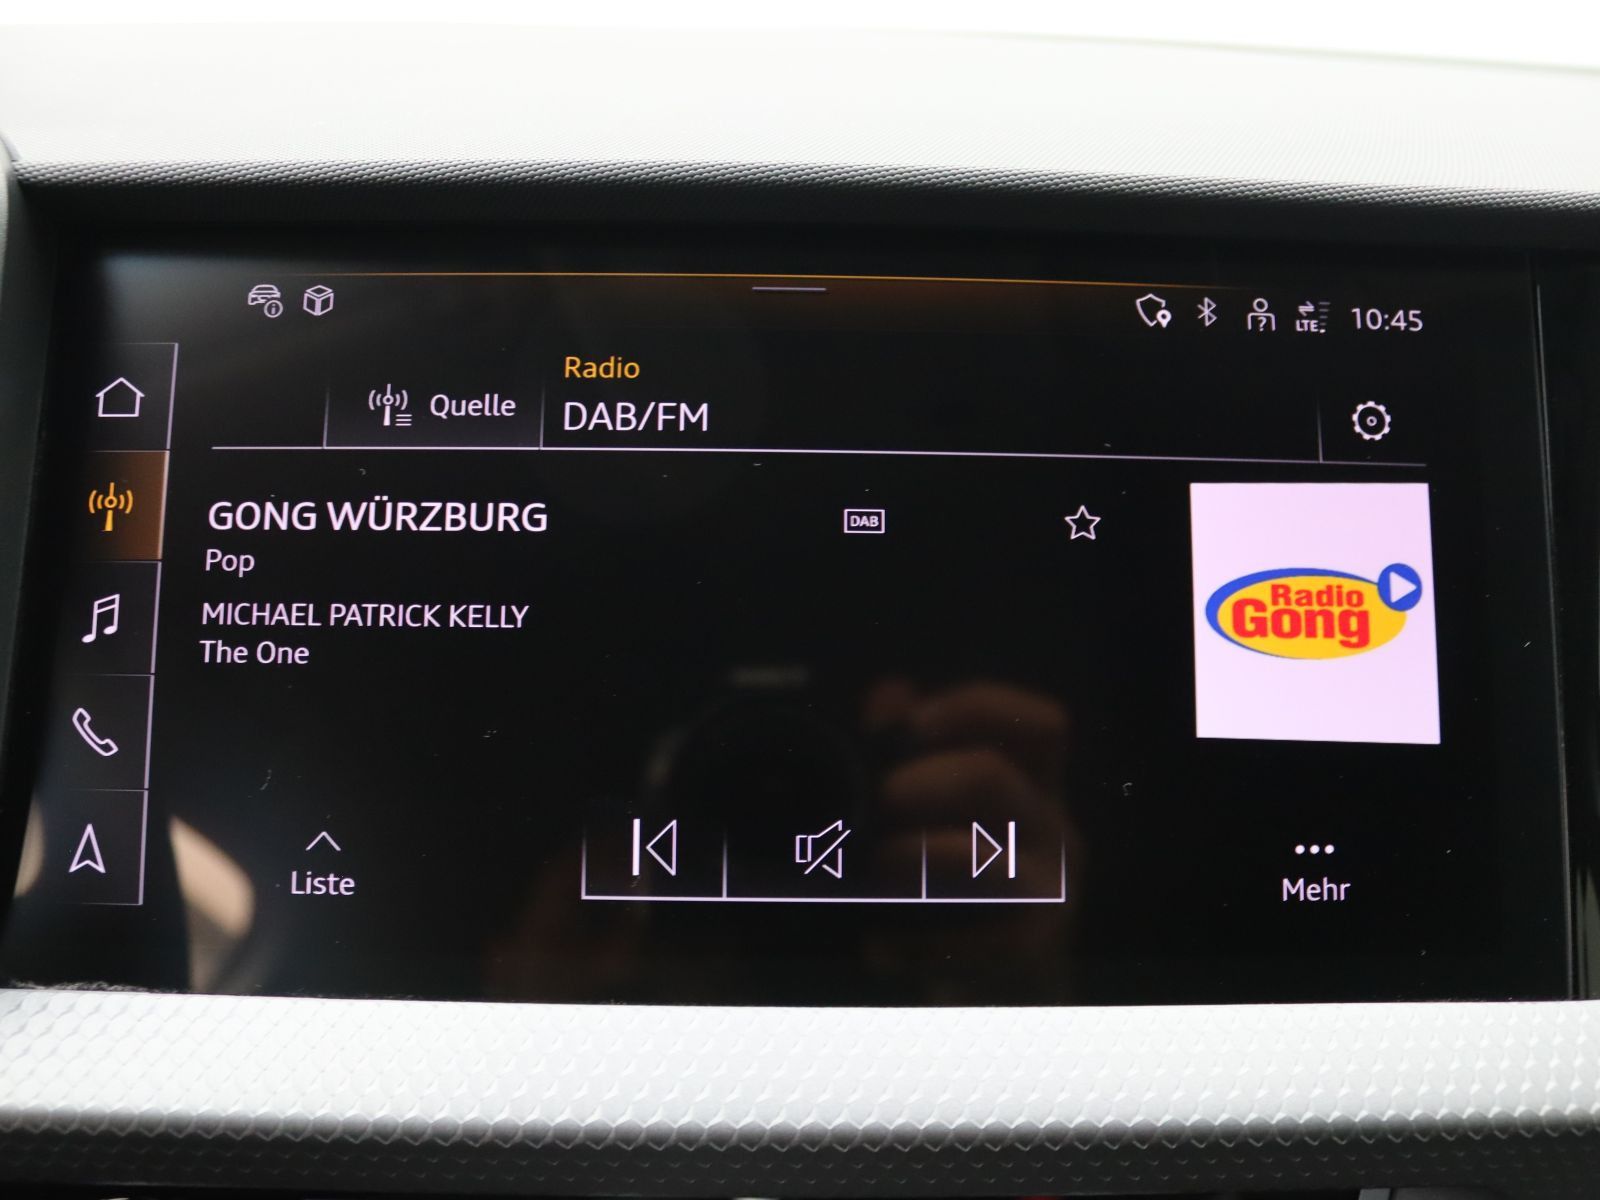 LTE 10:45
Radio
Quelle
DAB/FM
GONG WÜRZBURG
DAB
Pop
MICHAEL PATRICK KELLY
The One
Radio
Gong
Liste
Mehr